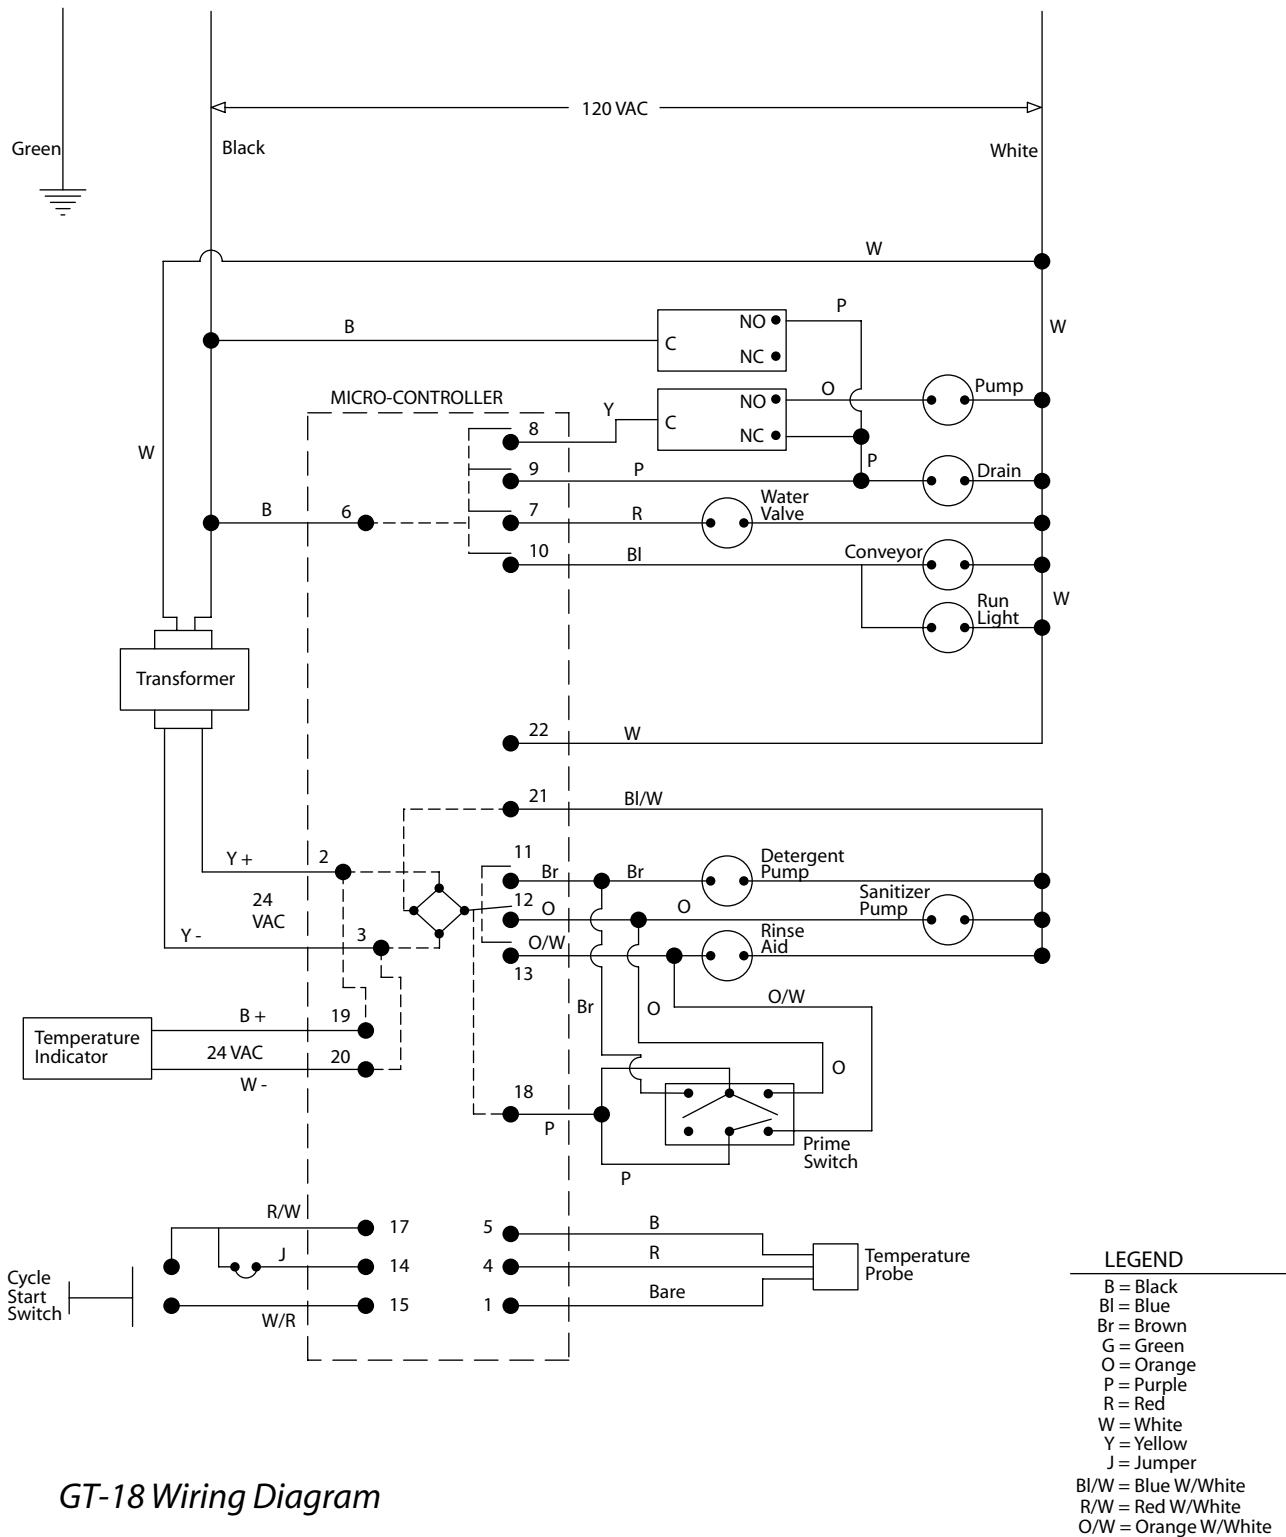 120 VAC
Green
Black
White
W
W
B
C
NO
NC
P
MICRO-CONTROLLER
Y
C
NO
NC
O
Pump
W
8
9
P
P
Drain
B
6
7
R
Water
Valve
10
Bl
Conveyor
Run
Light
W
Transformer
22
W
21
Bl/W
Y +
2
11
Br
Br
Detergent
Pump
24
VAC
12
O
O
Sanitizer
Pump
Y -
3
O/W
13
Rinse
Aid
Br
O
O/W
Temperature
Indicator
B +
19
24 VAC
20
W -
O
18
P
Prime
Switch
P
R/W
17
5
B
Cycle
Start
Switch
J
14
4
R
Temperature
Probe
W/R
15
1
Bare
LEGEND
B = Black
Bl = Blue
Br = Brown
G = Green
O = Orange
P = Purple
R = Red
W = White
Y = Yellow
J = Jumper
Bl/W = Blue W/White
R/W = Red W/White
O/W = Orange W/White
GT-18 Wiring Diagram